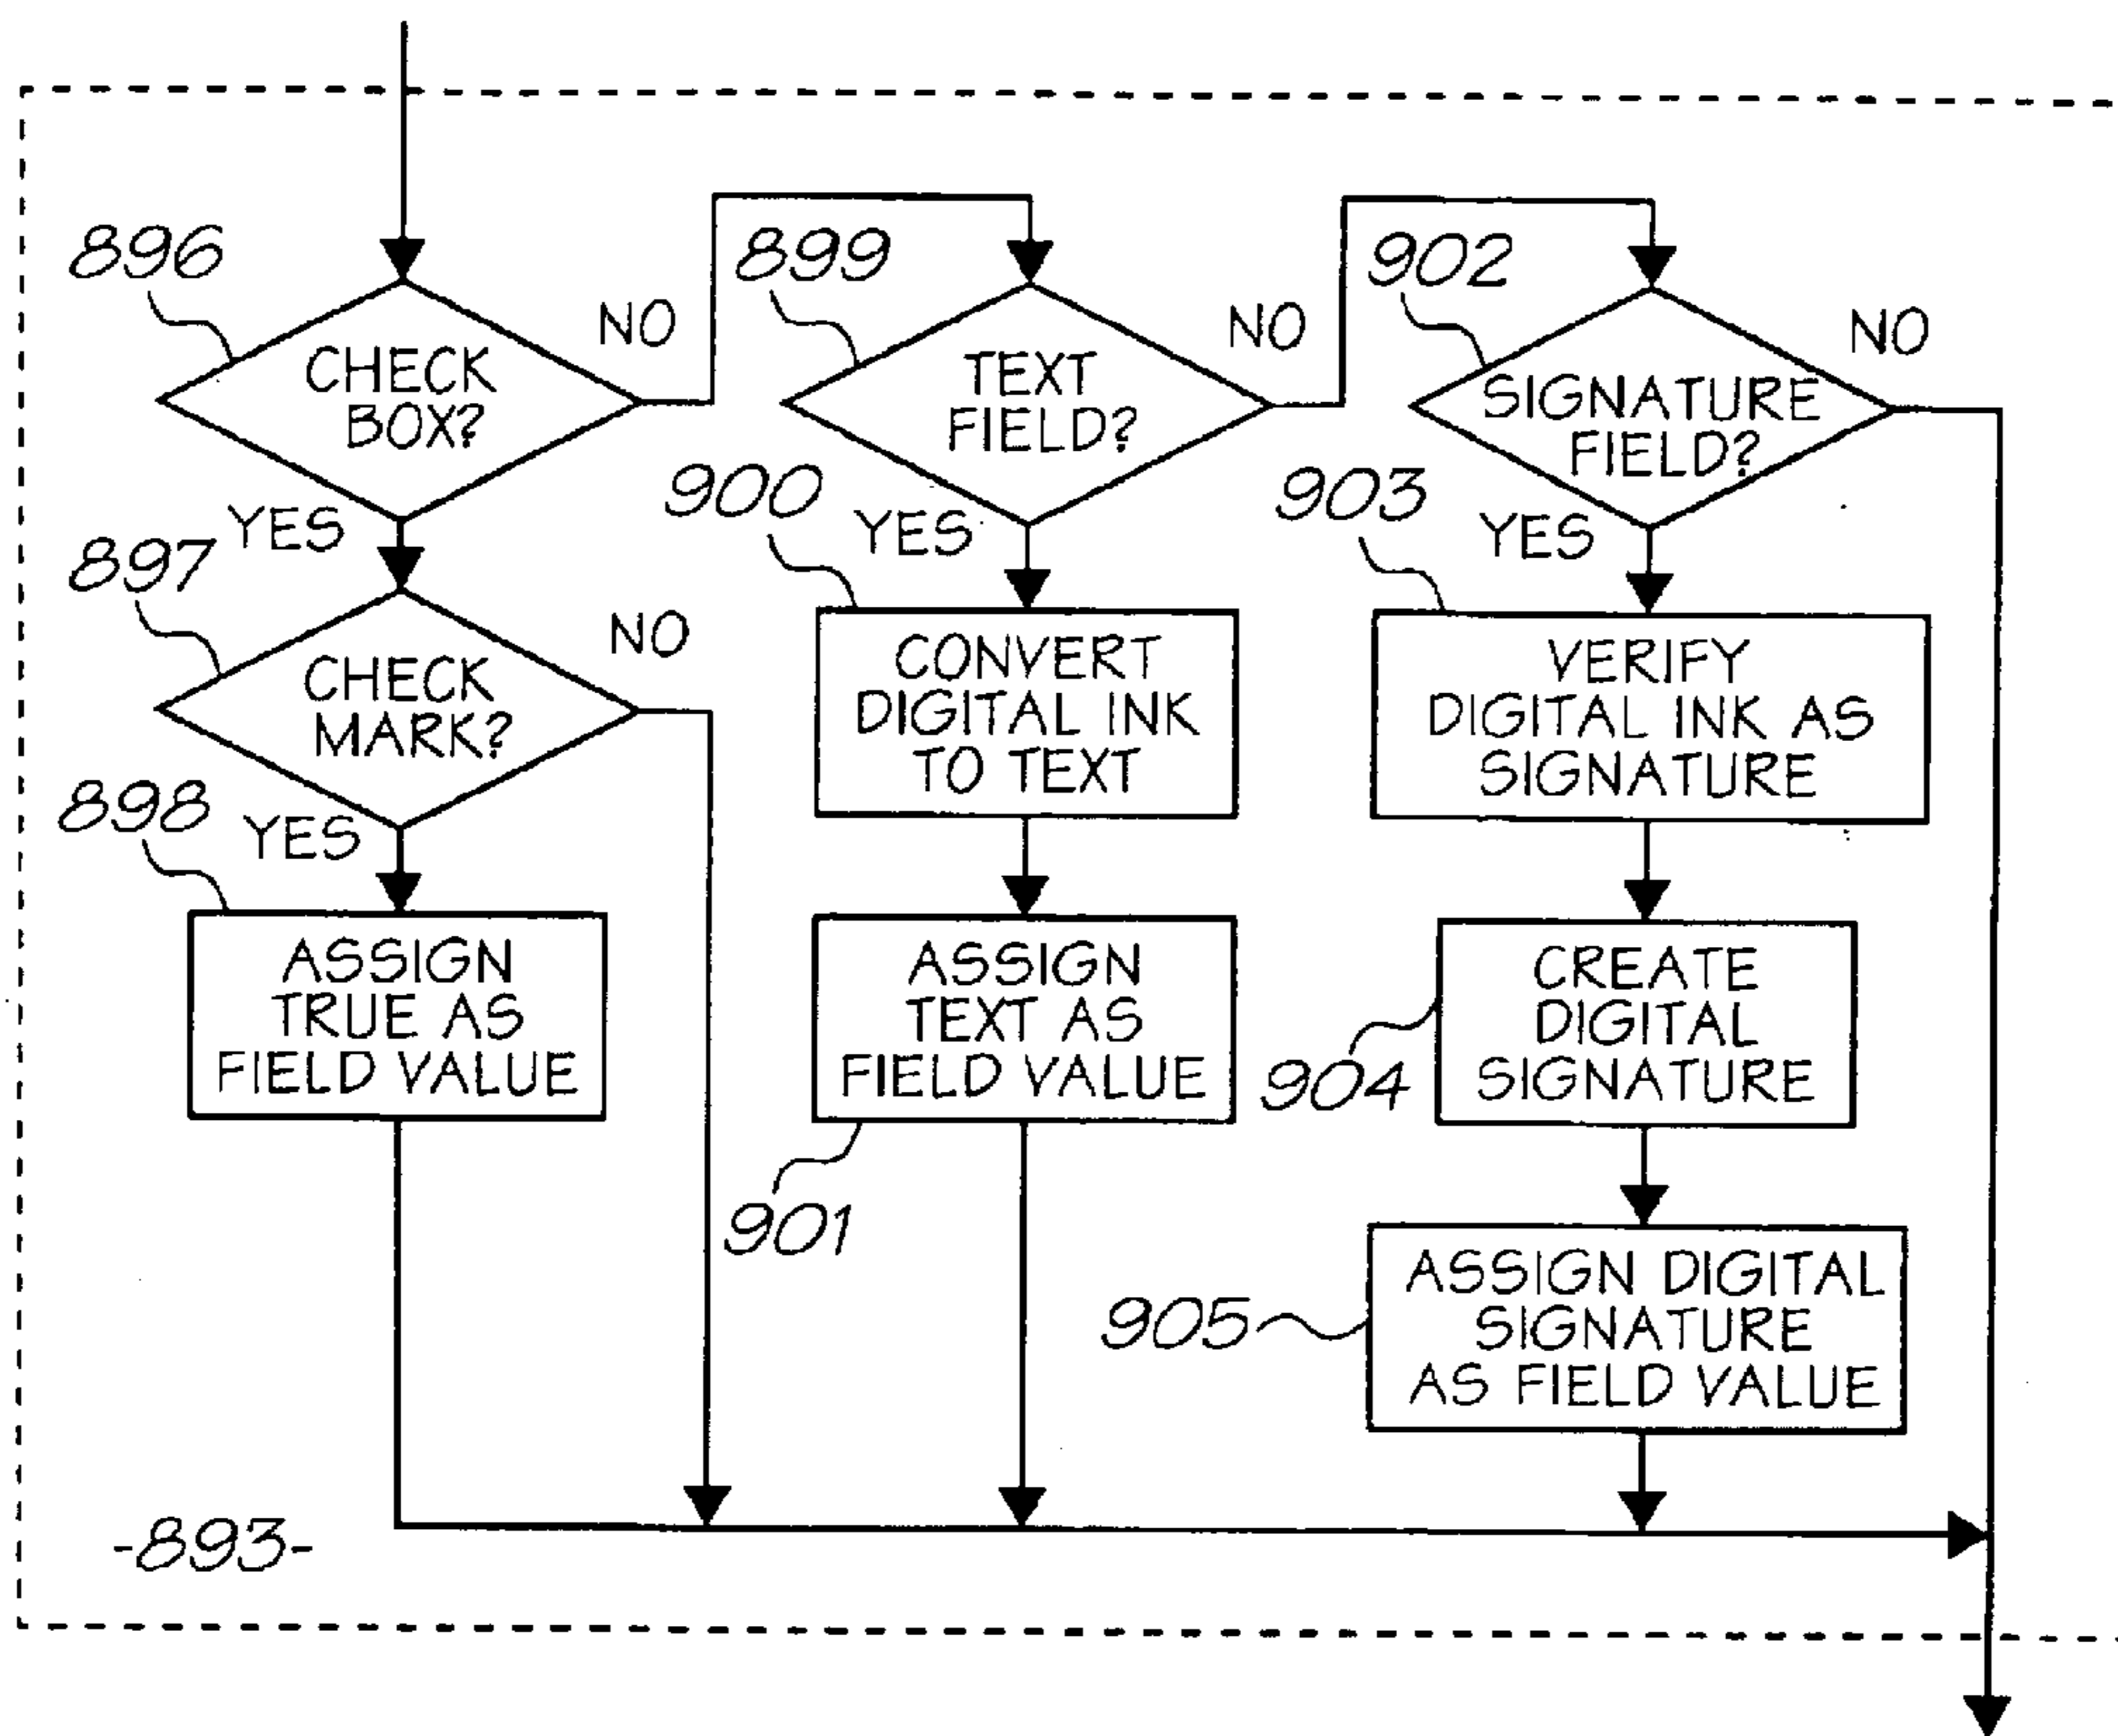 896
CHECK
BOX?
NO
YES
897
CHECK
MARK?
NO
YES
898
ASSIGN
TRUE AS
FIELD VALUE
899
TEXT
FIELD?
NO
YES
900
CONVERT
DIGITAL INK
TO TEXT
ASSIGN
TEXT AS
FIELD VALUE
901
902
SIGNATURE
FIELD?
NO
YES
903
VERIFY
DIGITAL INK AS
SIGNATURE
CREATE
DIGITAL
SIGNATURE
904
ASSIGN DIGITAL
SIGNATURE
AS FIELD VALUE
905
-893-